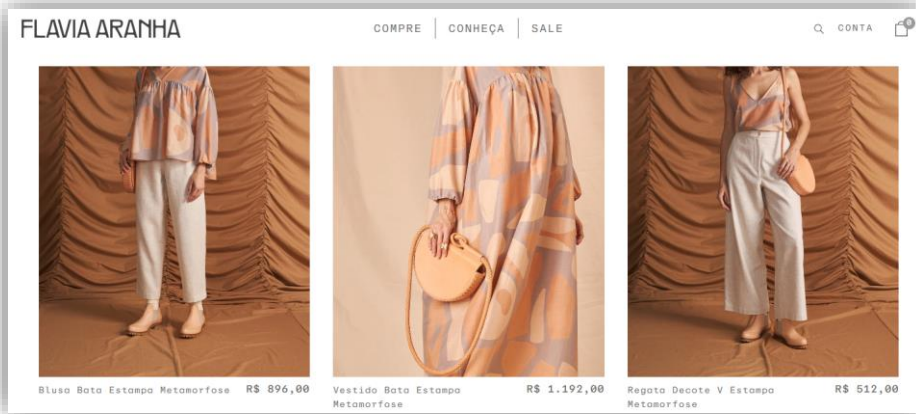 FLAVIA ARANHA
COMPRE CONHEÇA SALE
CONTA
0
Blusa Bata Estampa Metamorfose R$ 896,00
Vestido Bata Estampa R$ 1.192,00
Metamorfose
Regata Decote V Estampa R$ 512,00
Metamorfose